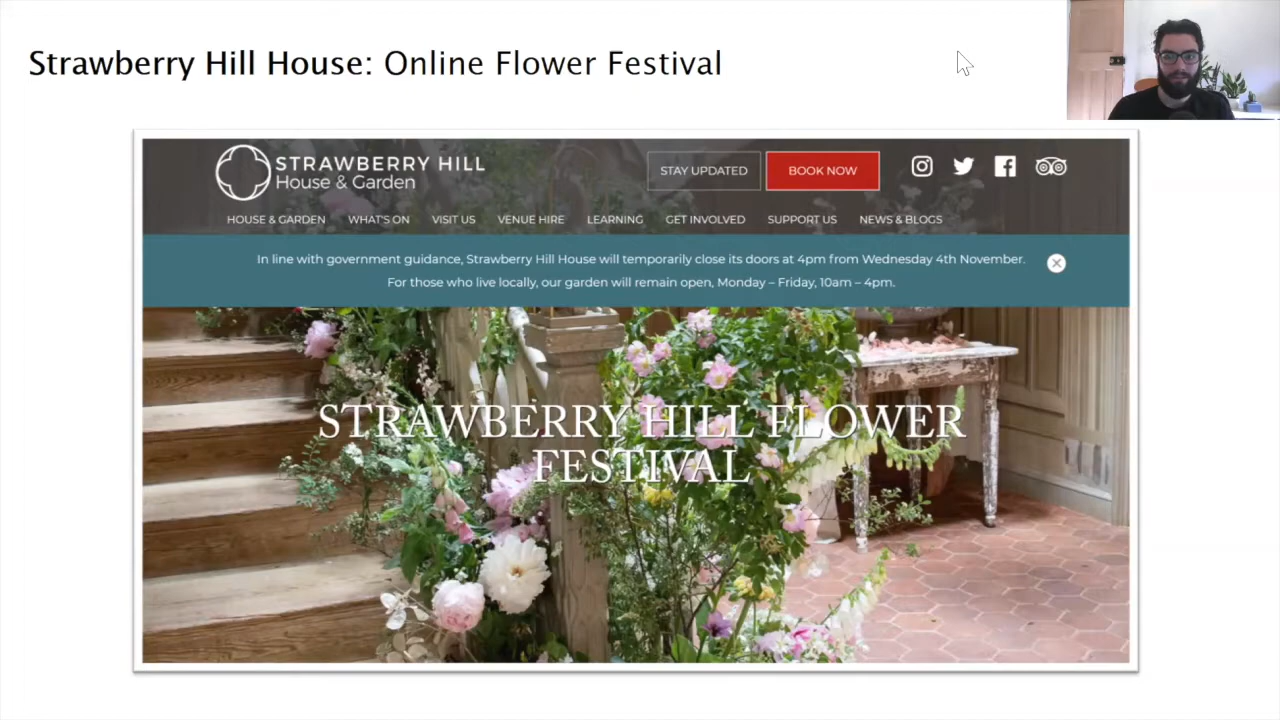 Strawberry Hill House: Online Flower Festival
STRAWBERRY HILL
House & Garden
STAY UPDATED
BOOK NOW
HOUSE & GARDEN WHAT'S ON VISIT US VENUE HIRE LEARNING GET INVOLVED SUPPORT US NEWS & BLOGS
In line with government guidance, Strawberry Hill House will temporarily close its doors at 4pm from Wednesday 4th November.
For those who live locally, our garden will remain open, Monday – Friday, 10am – 4pm.
STRAWBERRY HILL FLOWER
FESTIVAL